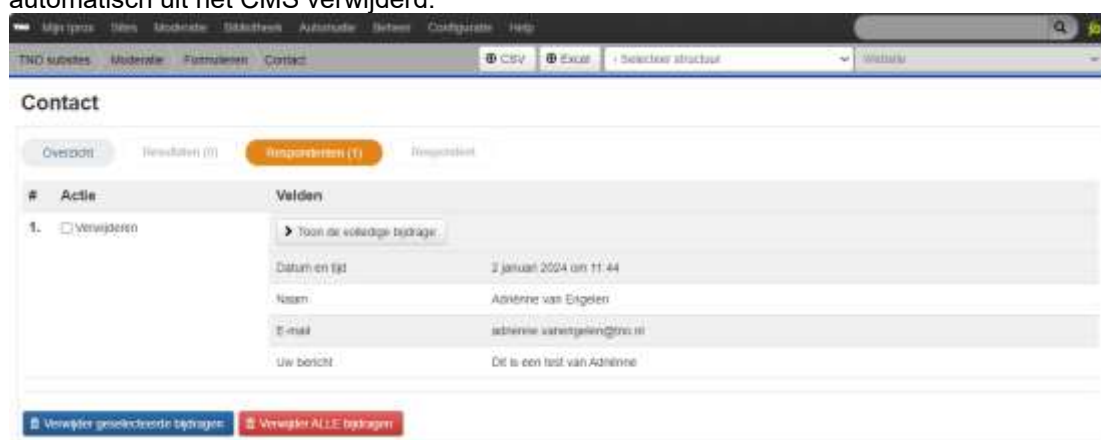 automatisch uit het CMS verwijderd.
Mijn iprox Sites Moderatie Bibliotheek Automatie Beheer Configuratie Help
TNO subsites Moderatie Formulieren Contact CSV Excel - Selecteer structuur Website
Contact
Overzicht Resultaten (0) Respondenten (1) Respondent
# Actie Velden
1. Verwijderen Toon de volledige bijdrage
Datum en tijd 2 januari 2024 om 11:44
Naam Adriënne van Engelen
E-mail adrienne.vanengelen@tno.nl
Uw bericht Dit is een test van Adriënne
Verwijder geselecteerde bijdragen Verwijder ALLE bijdragen